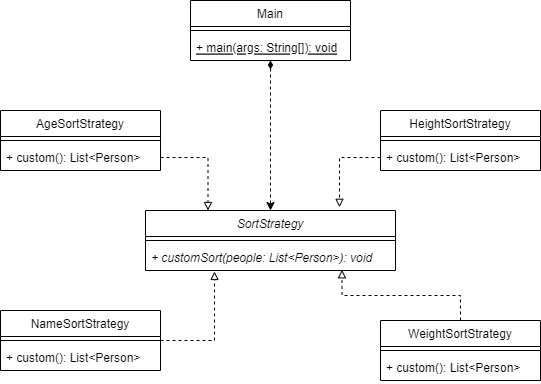 Main
+ main(args: String[]): void
AgeSortStrategy
+ custom(): List<Person>
HeightSortStrategy
+ custom(): List<Person>
SortStrategy
+ customSort(people: List<Person>): void
NameSortStrategy
+ custom(): List<Person>
WeightSortStrategy
+ custom(): List<Person>